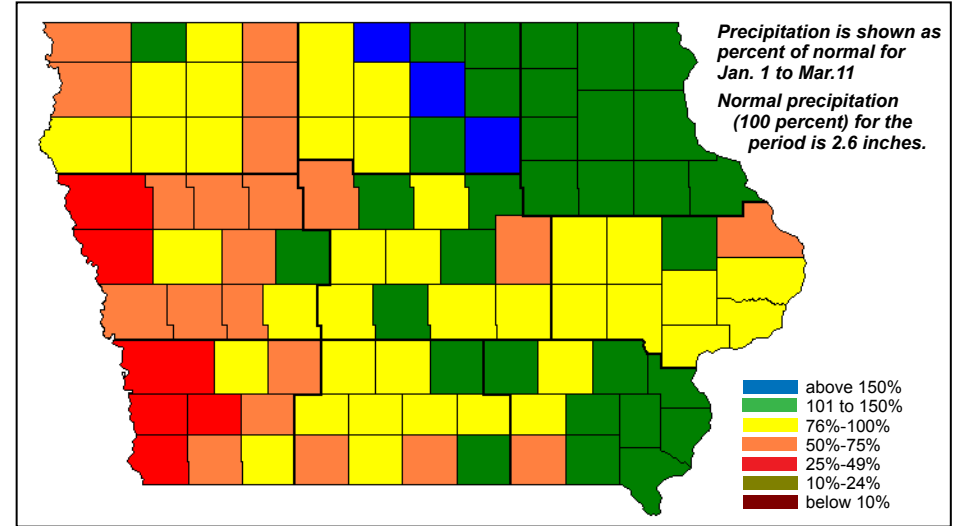 Precipitation is shown as
percent of normal for
Jan. 1 to Mar.11
Normal precipitation
(100 percent) for the
period is 2.6 inches.
above 150%
101 to 150%
76%-100%
50%-75%
25%-49%
10%-24%
below 10%